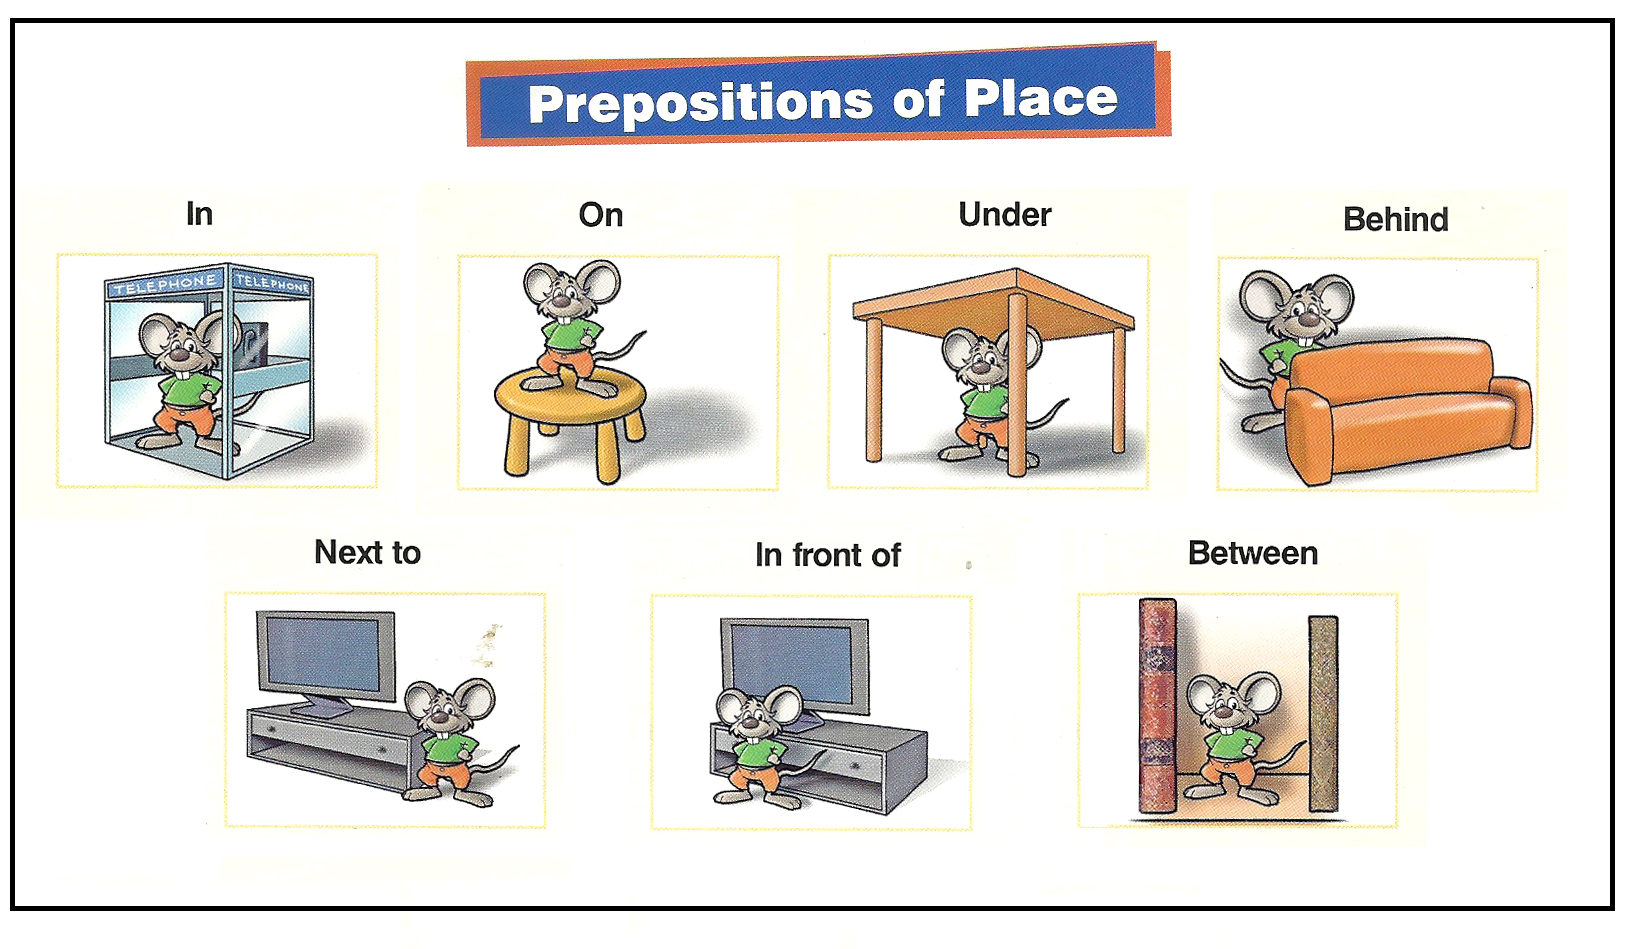 Prepositions of Place
In
On
Under
Behind
TELEPHONE TELEPHONE
Next to
In front of
Between